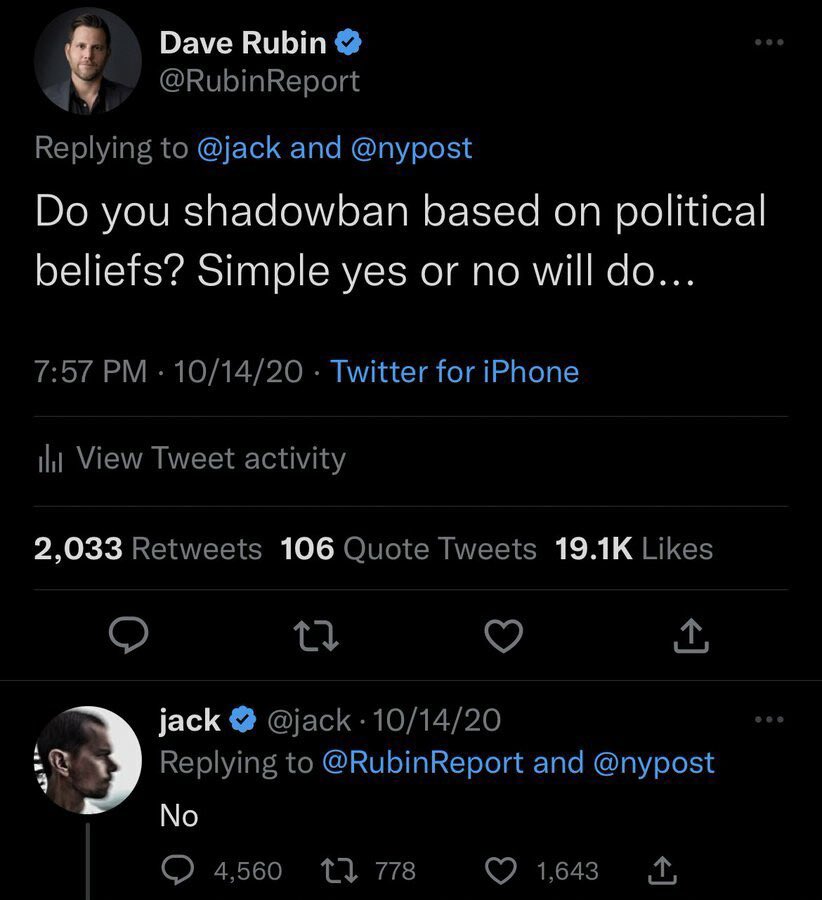 Dave Rubin
@RubinReport
Replying to @jack and @nypost
Do you shadowban based on political
beliefs? Simple yes or no will do...
7:57 PM · 10/14/20 · Twitter for iPhone
View Tweet activity
2,033 Retweets 106 Quote Tweets 19.1K Likes
jack @jack · 10/14/20
Replying to @RubinReport and @nypost
No
4,560 778 1,643